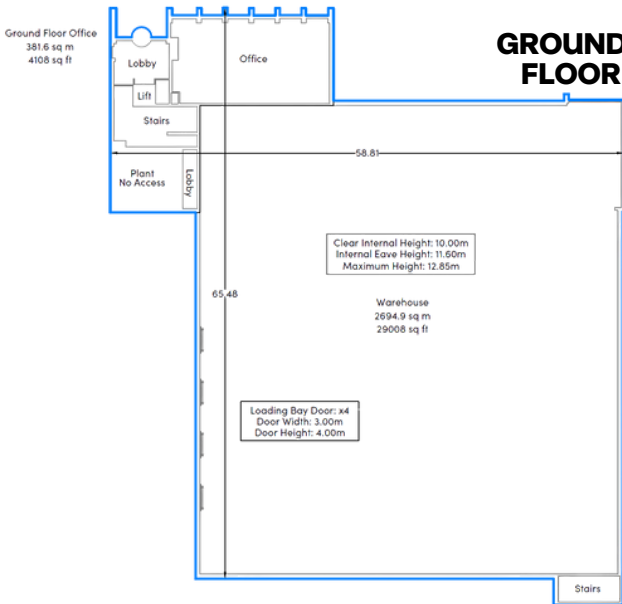 GROUND
FLOOR
Ground Floor Office
381.6 sq m
4108 sq ft
Lobby
Office
Lift
Stairs
58.81
Plant
No Access
Lobby
Clear Internal Height: 10.00m
Internal Eave Height: 11.60m
Maximum Height: 12.85m
65.48
Warehouse
2694.9 sq m
29008 sq ft
Loading Bay Door: x4
Door Width: 3.00m
Door Height: 4.00m
Stairs